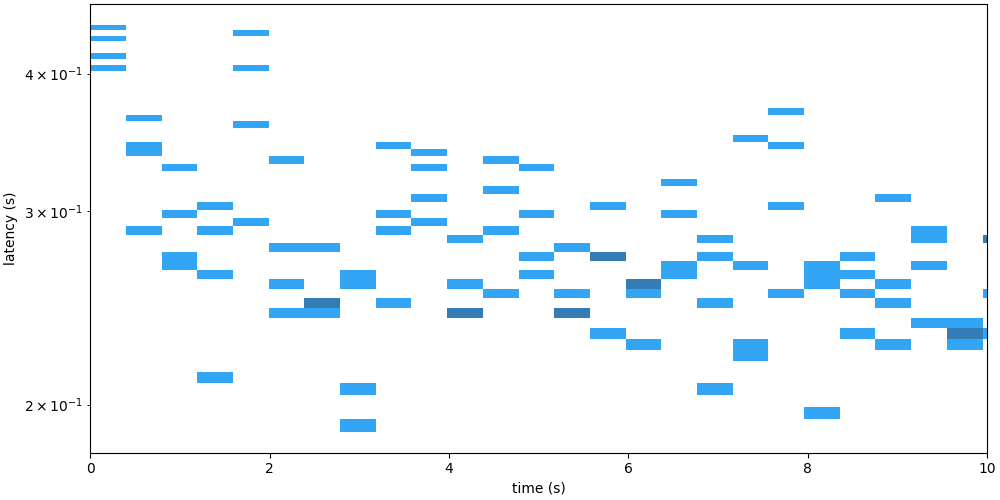 latency (s)
4 × 10⁻¹
3 × 10⁻¹
2 × 10⁻¹
0 2 4 6 8 10
time (s)